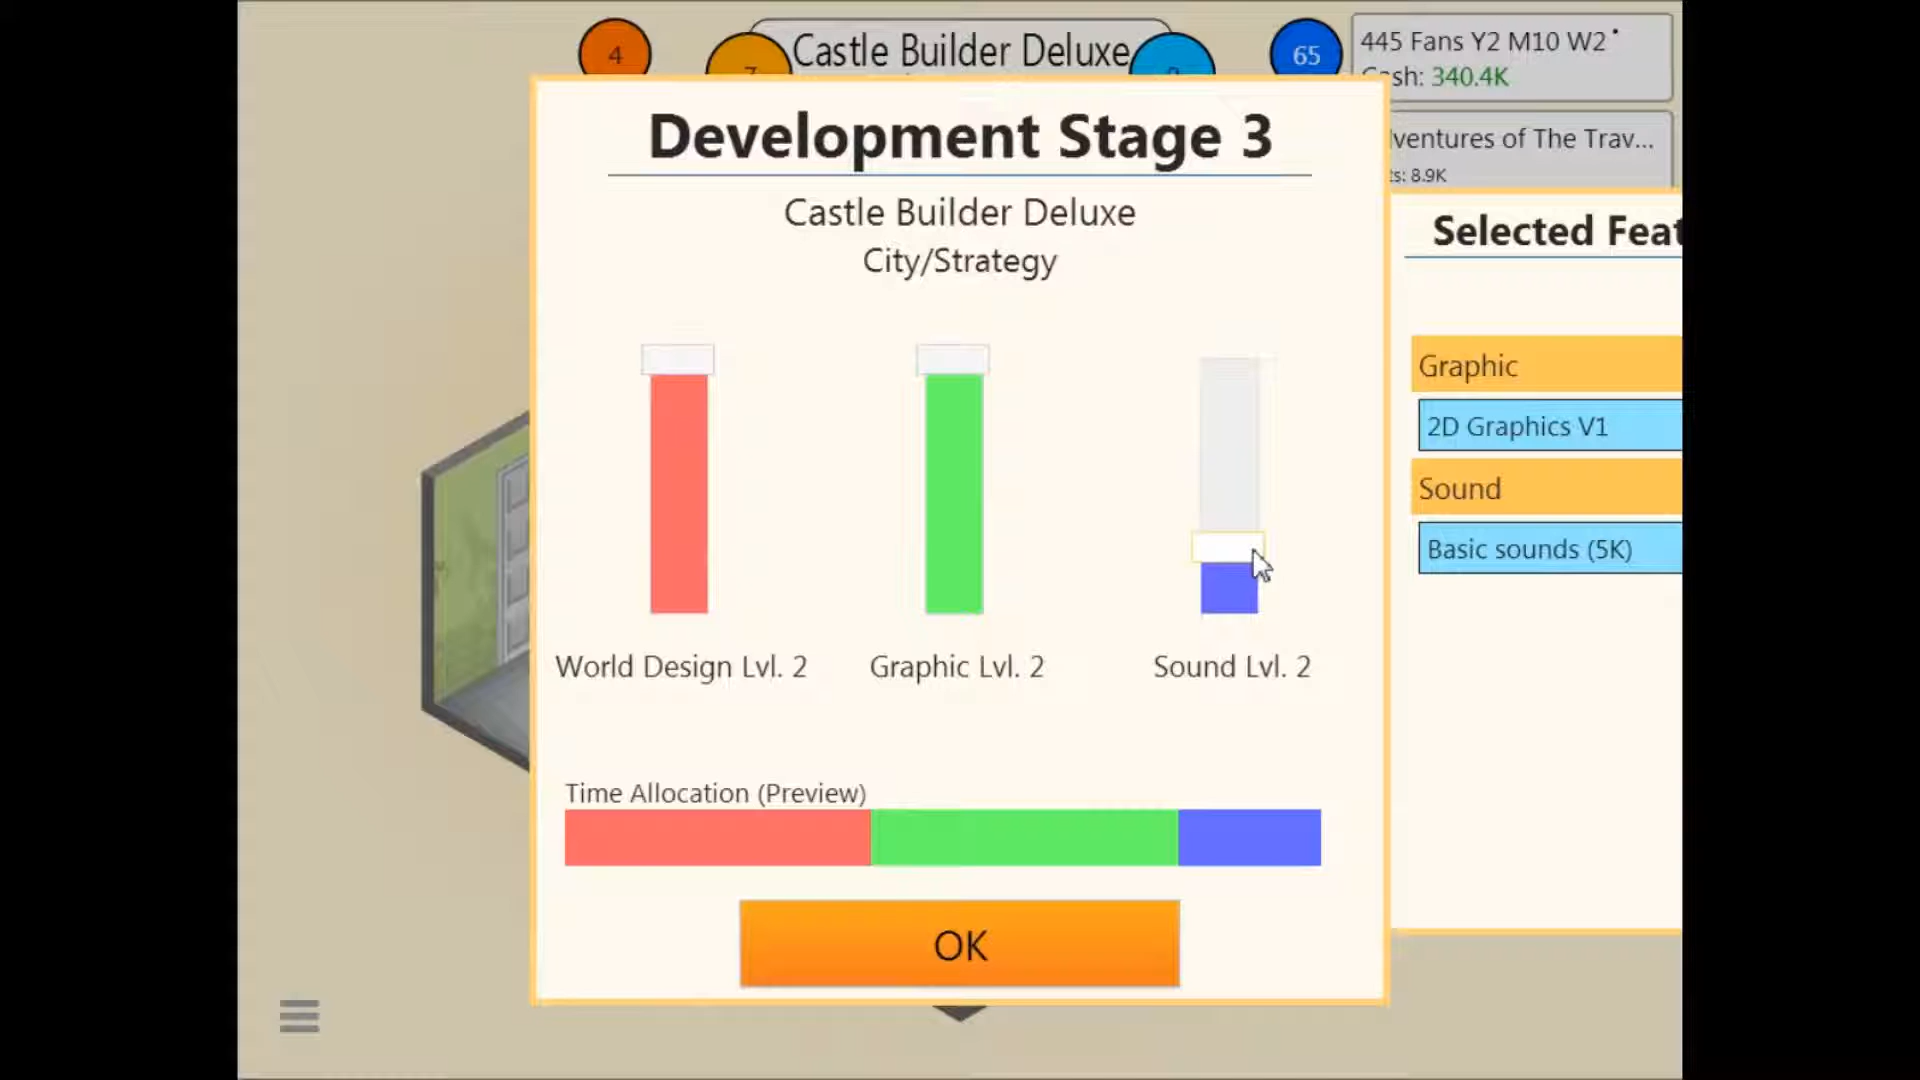 4
7
Castle Builder Deluxe
65
445 Fans Y2 M10 W2
Cash: 340.4K
Development Stage 3
ventures of The Trav...
8.9K
Castle Builder Deluxe
City/Strategy
Selected Feat
Graphic
2D Graphics V1
Sound
Basic sounds (5K)
World Design Lvl. 2
Graphic Lvl. 2
Sound Lvl. 2
Time Allocation (Preview)
OK